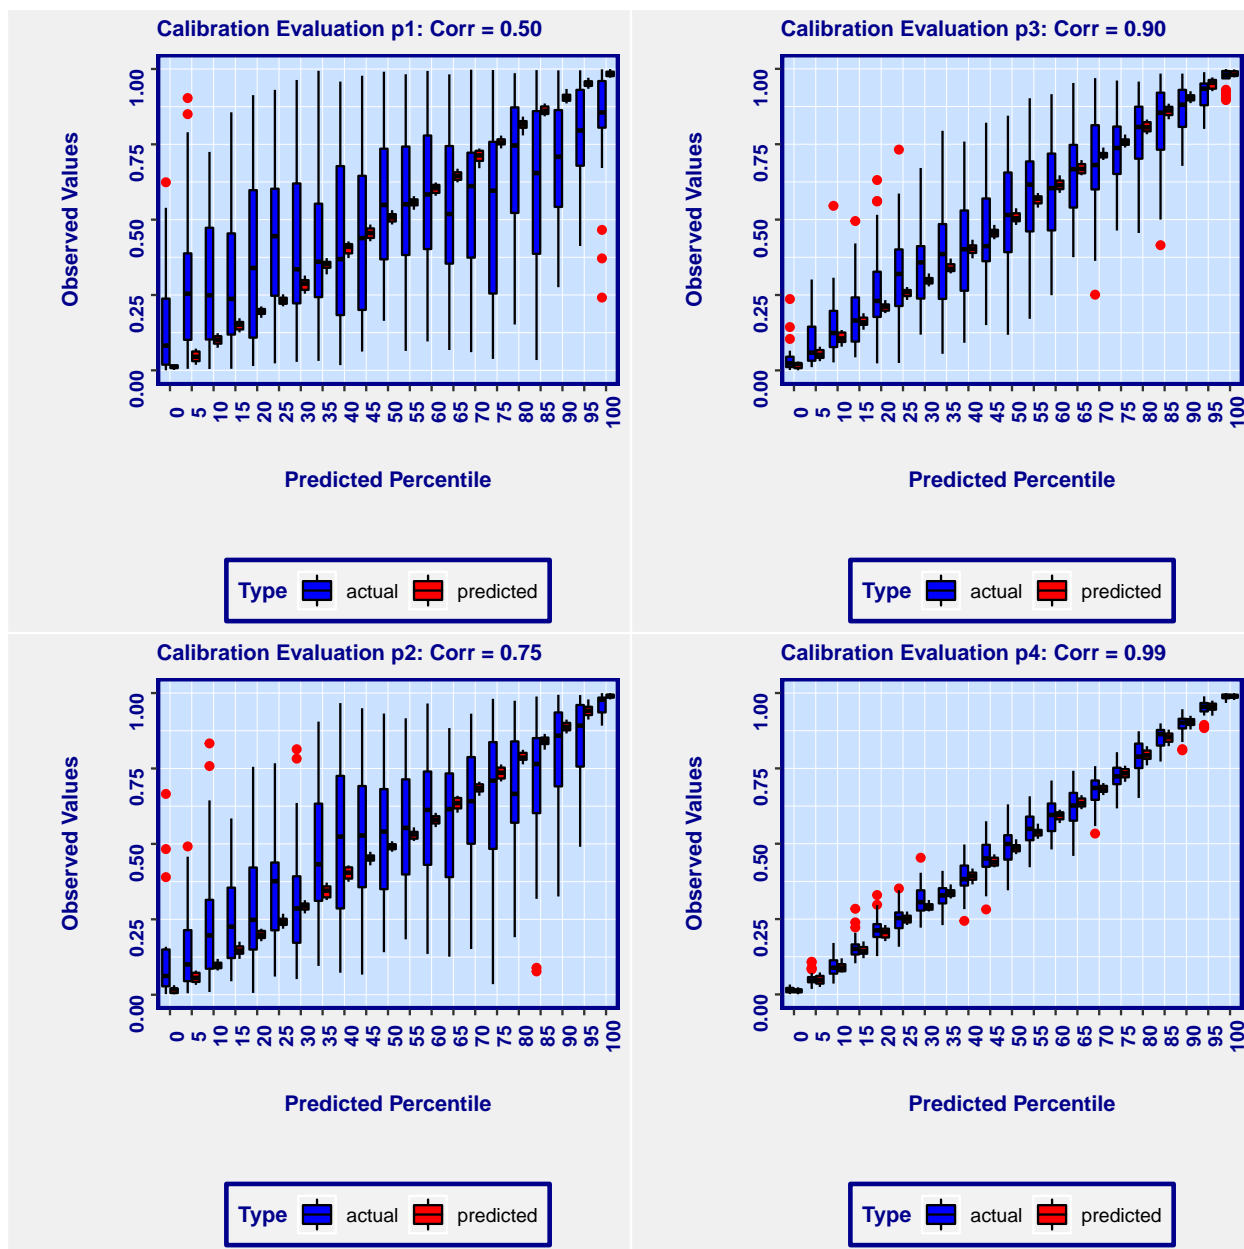 Calibration Evaluation p1: Corr = 0.50
Observed Values
1.00
0.75
0.50
0.25
0.00
0 5 10 15 20 25 30 35 40 45 50 55 60 65 70 75 80 85 90 95 100
Predicted Percentile
Type actual predicted
Calibration Evaluation p3: Corr = 0.90
Observed Values
1.00
0.75
0.50
0.25
0.00
0 5 10 15 20 25 30 35 40 45 50 55 60 65 70 75 80 85 90 95 100
Predicted Percentile
Type actual predicted
Calibration Evaluation p2: Corr = 0.75
Observed Values
1.00
0.75
0.50
0.25
0.00
0 5 10 15 20 25 30 35 40 45 50 55 60 65 70 75 80 85 90 95 100
Predicted Percentile
Type actual predicted
Calibration Evaluation p4: Corr = 0.99
Observed Values
1.00
0.75
0.50
0.25
0.00
0 5 10 15 20 25 30 35 40 45 50 55 60 65 70 75 80 85 90 95 100
Predicted Percentile
Type actual predicted